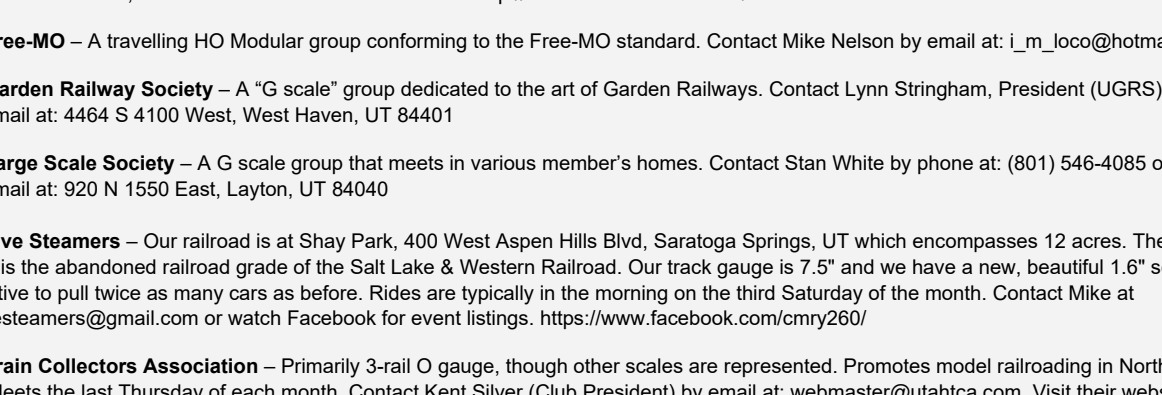 ree-MO – A travelling HO Modular group conforming to the Free-MO standard. Contact Mike Nelson by email at: i_m_loco@hotma
arden Railway Society – A “G scale” group dedicated to the art of Garden Railways. Contact Lynn Stringham, President (UGRS)
mail at: 4464 S 4100 West, West Haven, UT 84401
arge Scale Society – A G scale group that meets in various member’s homes. Contact Stan White by phone at: (801) 546-4085 o
mail at: 920 N 1550 East, Layton, UT 84040
ve Steamers – Our railroad is at Shay Park, 400 West Aspen Hills Blvd, Saratoga Springs, UT which encompasses 12 acres. The
is the abandoned railroad grade of the Salt Lake & Western Railroad. Our track gauge is 7.5" and we have a new, beautiful 1.6" s
tive to pull twice as many cars as before. Rides are typically in the morning on the third Saturday of the month. Contact Mike at
esteamers@gmail.com or watch Facebook for event listings. https://www.facebook.com/cmry260/
rain Collectors Association – Primarily 3-rail O gauge, though other scales are represented. Promotes model railroading in North
eets the last Thursday of each month. Contact Kent Silver (Club President) by email at: webmaster@utahtca.com. Visit their webs